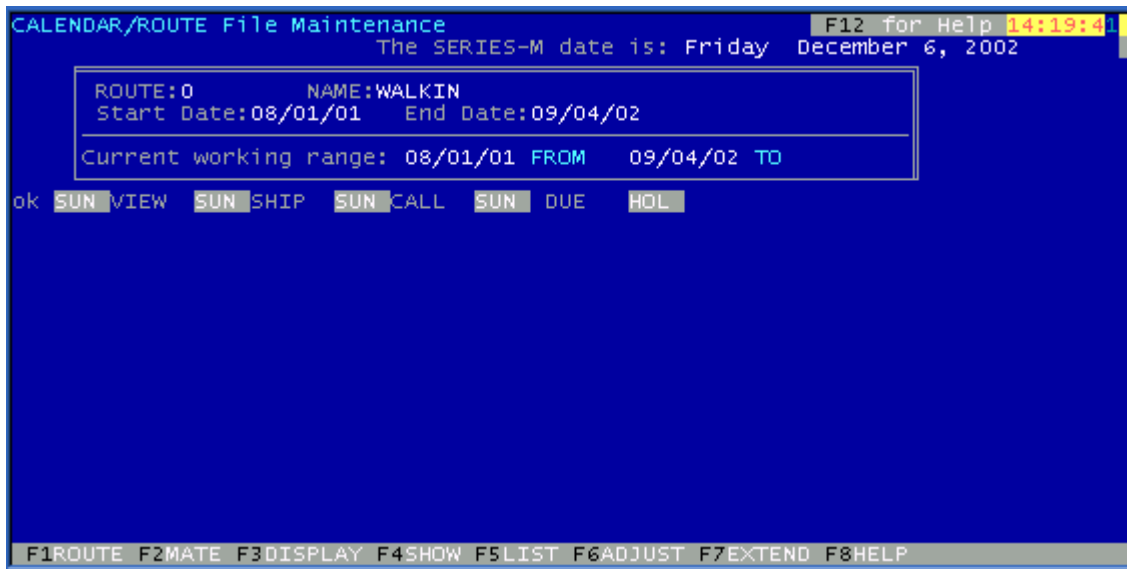 CALENDAR/ROUTE File Maintenance F12 for Help 14:19:41
The SERIES-M date is: Friday December 6, 2002
ROUTE:0 NAME:WALKIN
Start Date:08/01/01 End Date:09/04/02
Current working range: 08/01/01 FROM 09/04/02 TO
ok SUN VIEW SUN SHIP SUN CALL SUN DUE HOL
F1ROUTE F2MATE F3DISPLAY F4SHOW F5LIST F6ADJUST F7EXTEND F8HELP